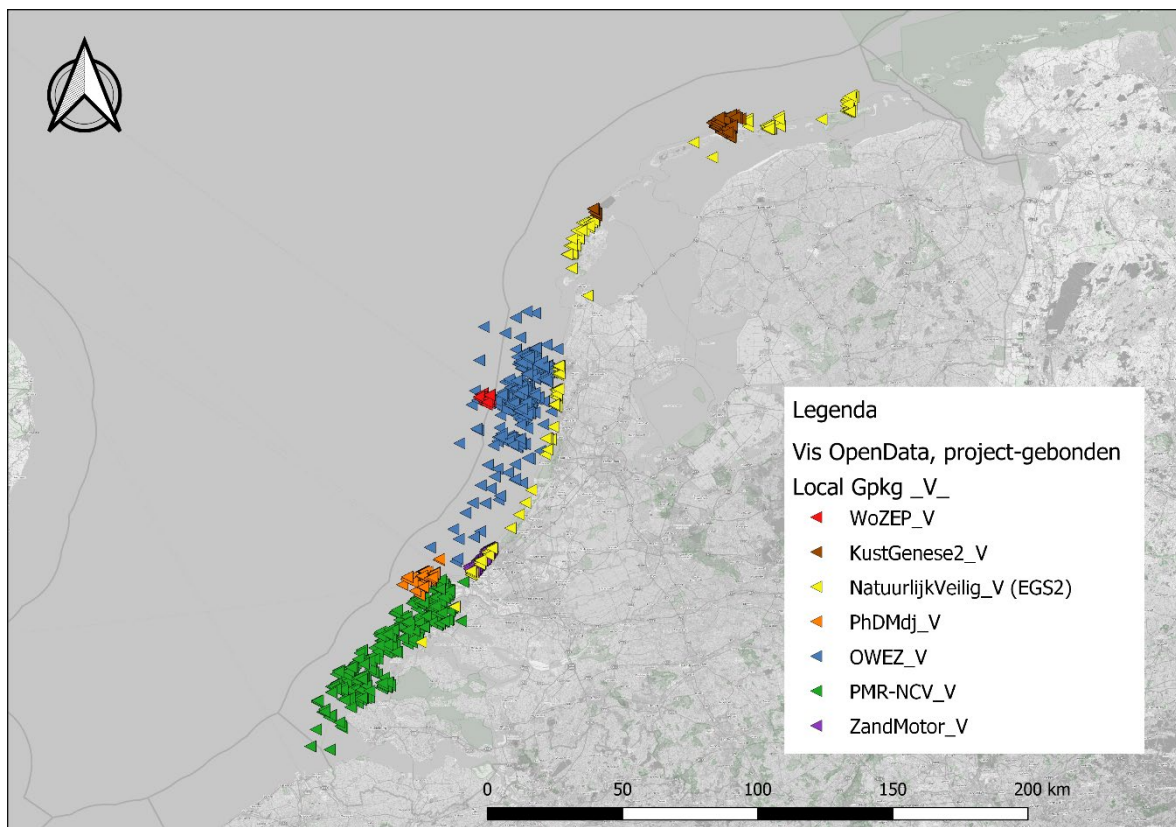 Legenda
Vis OpenData, project-gebonden
Local Gpkg _V_
WoZEP_V
KustGenese2_V
NatuurlijkVeilig_V (EGS2)
PhDMdj_V
OWEZ_V
PMR-NCV_V
ZandMotor_V
0 50 100 150 200 km